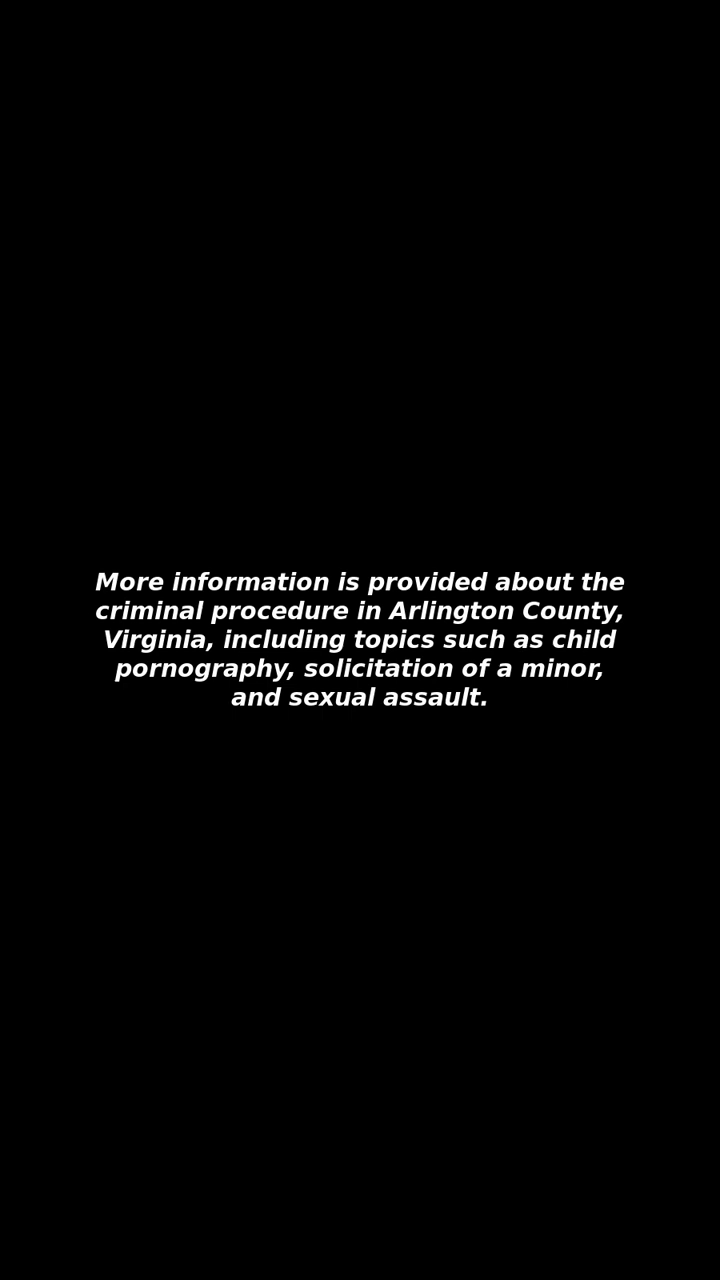 More information is provided about the
criminal procedure in Arlington County,
Virginia, including topics such as child
pornography, solicitation of a minor,
and sexual assault.